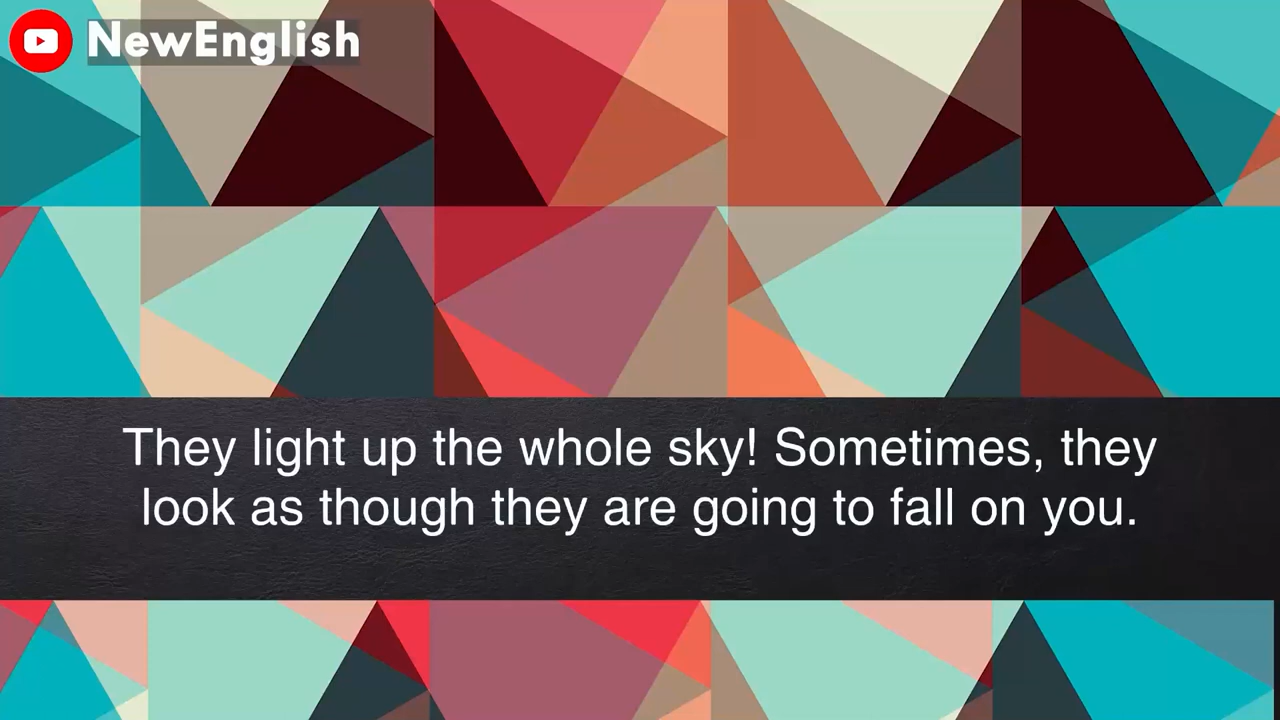 NewEnglish
They light up the whole sky! Sometimes, they
look as though they are going to fall on you.